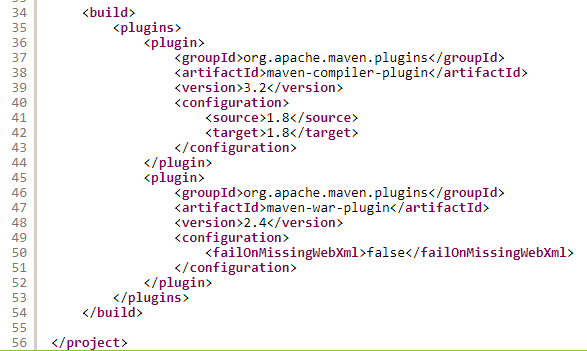 34 <build>
35 <plugins>
36 <plugin>
37 <groupId>org.apache.maven.plugins</groupId>
38 <artifactId>maven-compiler-plugin</artifactId>
39 <version>3.2</version>
40 <configuration>
41 <source>1.8</source>
42 <target>1.8</target>
43 </configuration>
44 </plugin>
45 <plugin>
46 <groupId>org.apache.maven.plugins</groupId>
47 <artifactId>maven-war-plugin</artifactId>
48 <version>2.4</version>
49 <configuration>
50 <failOnMissingWebXml>false</failOnMissingWebXml>
51 </configuration>
52 </plugin>
53 </plugins>
54 </build>
55
56 </project>